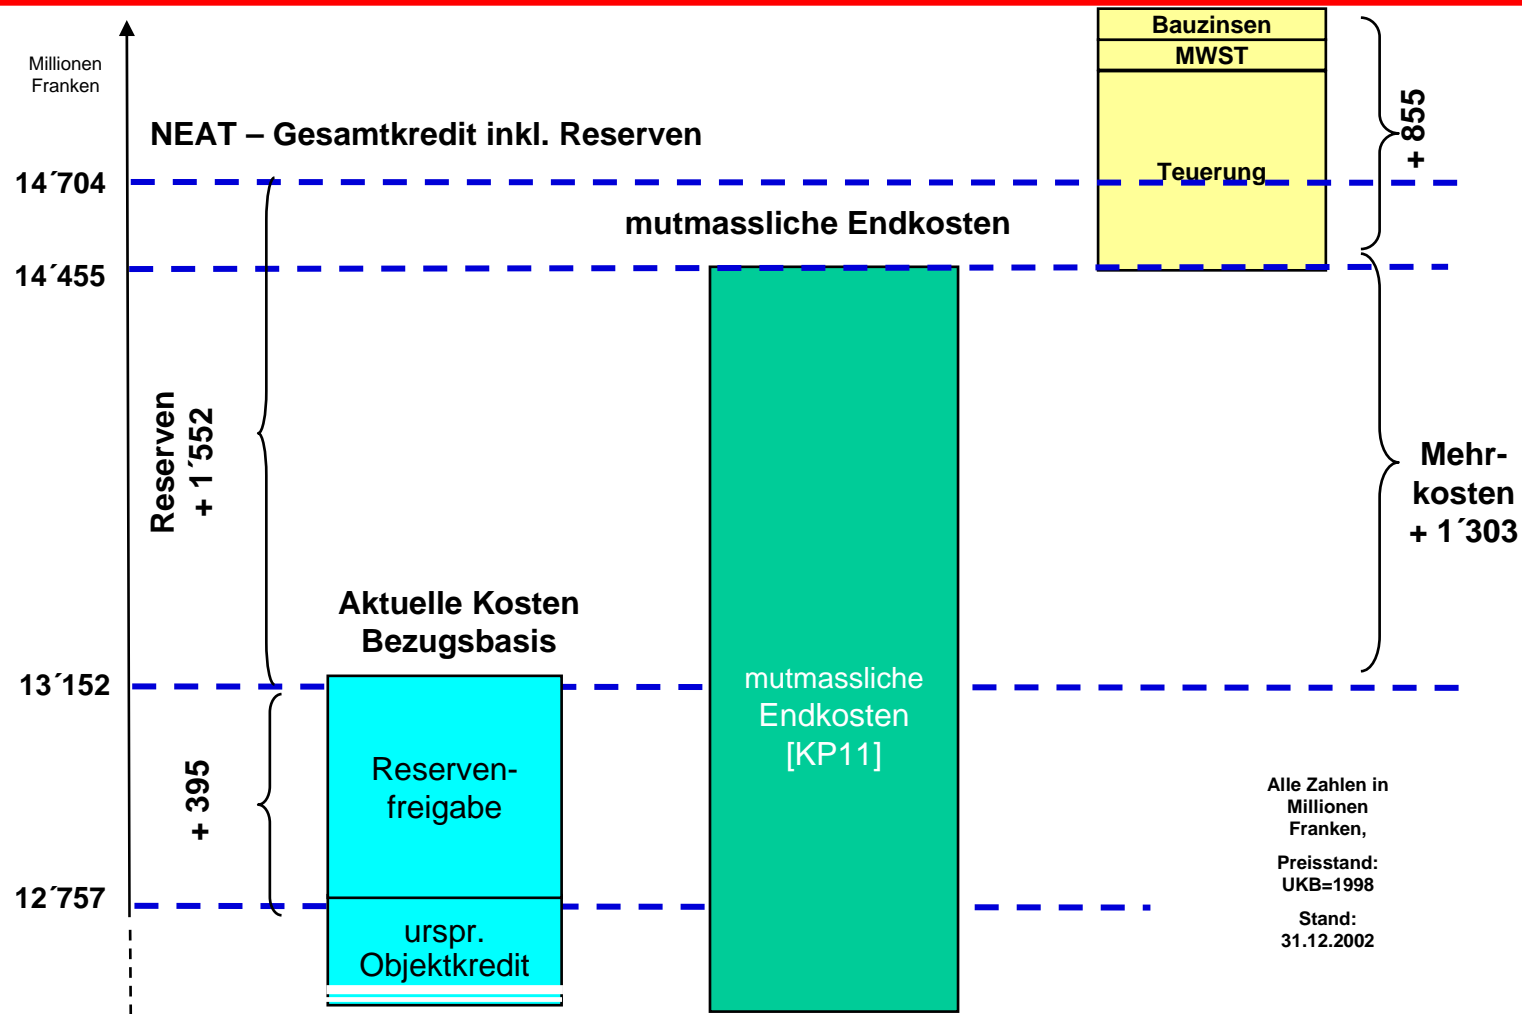 Bauzinsen
MWST
Teuerung
+ 855
Millionen
Franken
NEAT – Gesamtkredit inkl. Reserven
14´704
mutmassliche Endkosten
14´455
Reserven
+ 1´552
Mehr-
kosten
+ 1´303
Aktuelle Kosten
Bezugsbasis
13´152
mutmassliche
Endkosten
[KP11]
Reserven-
freigabe
+ 395
12´757
urspr.
Objektkredit
Alle Zahlen in
Millionen
Franken,
Preisstand:
UKB=1998
Stand:
31.12.2002